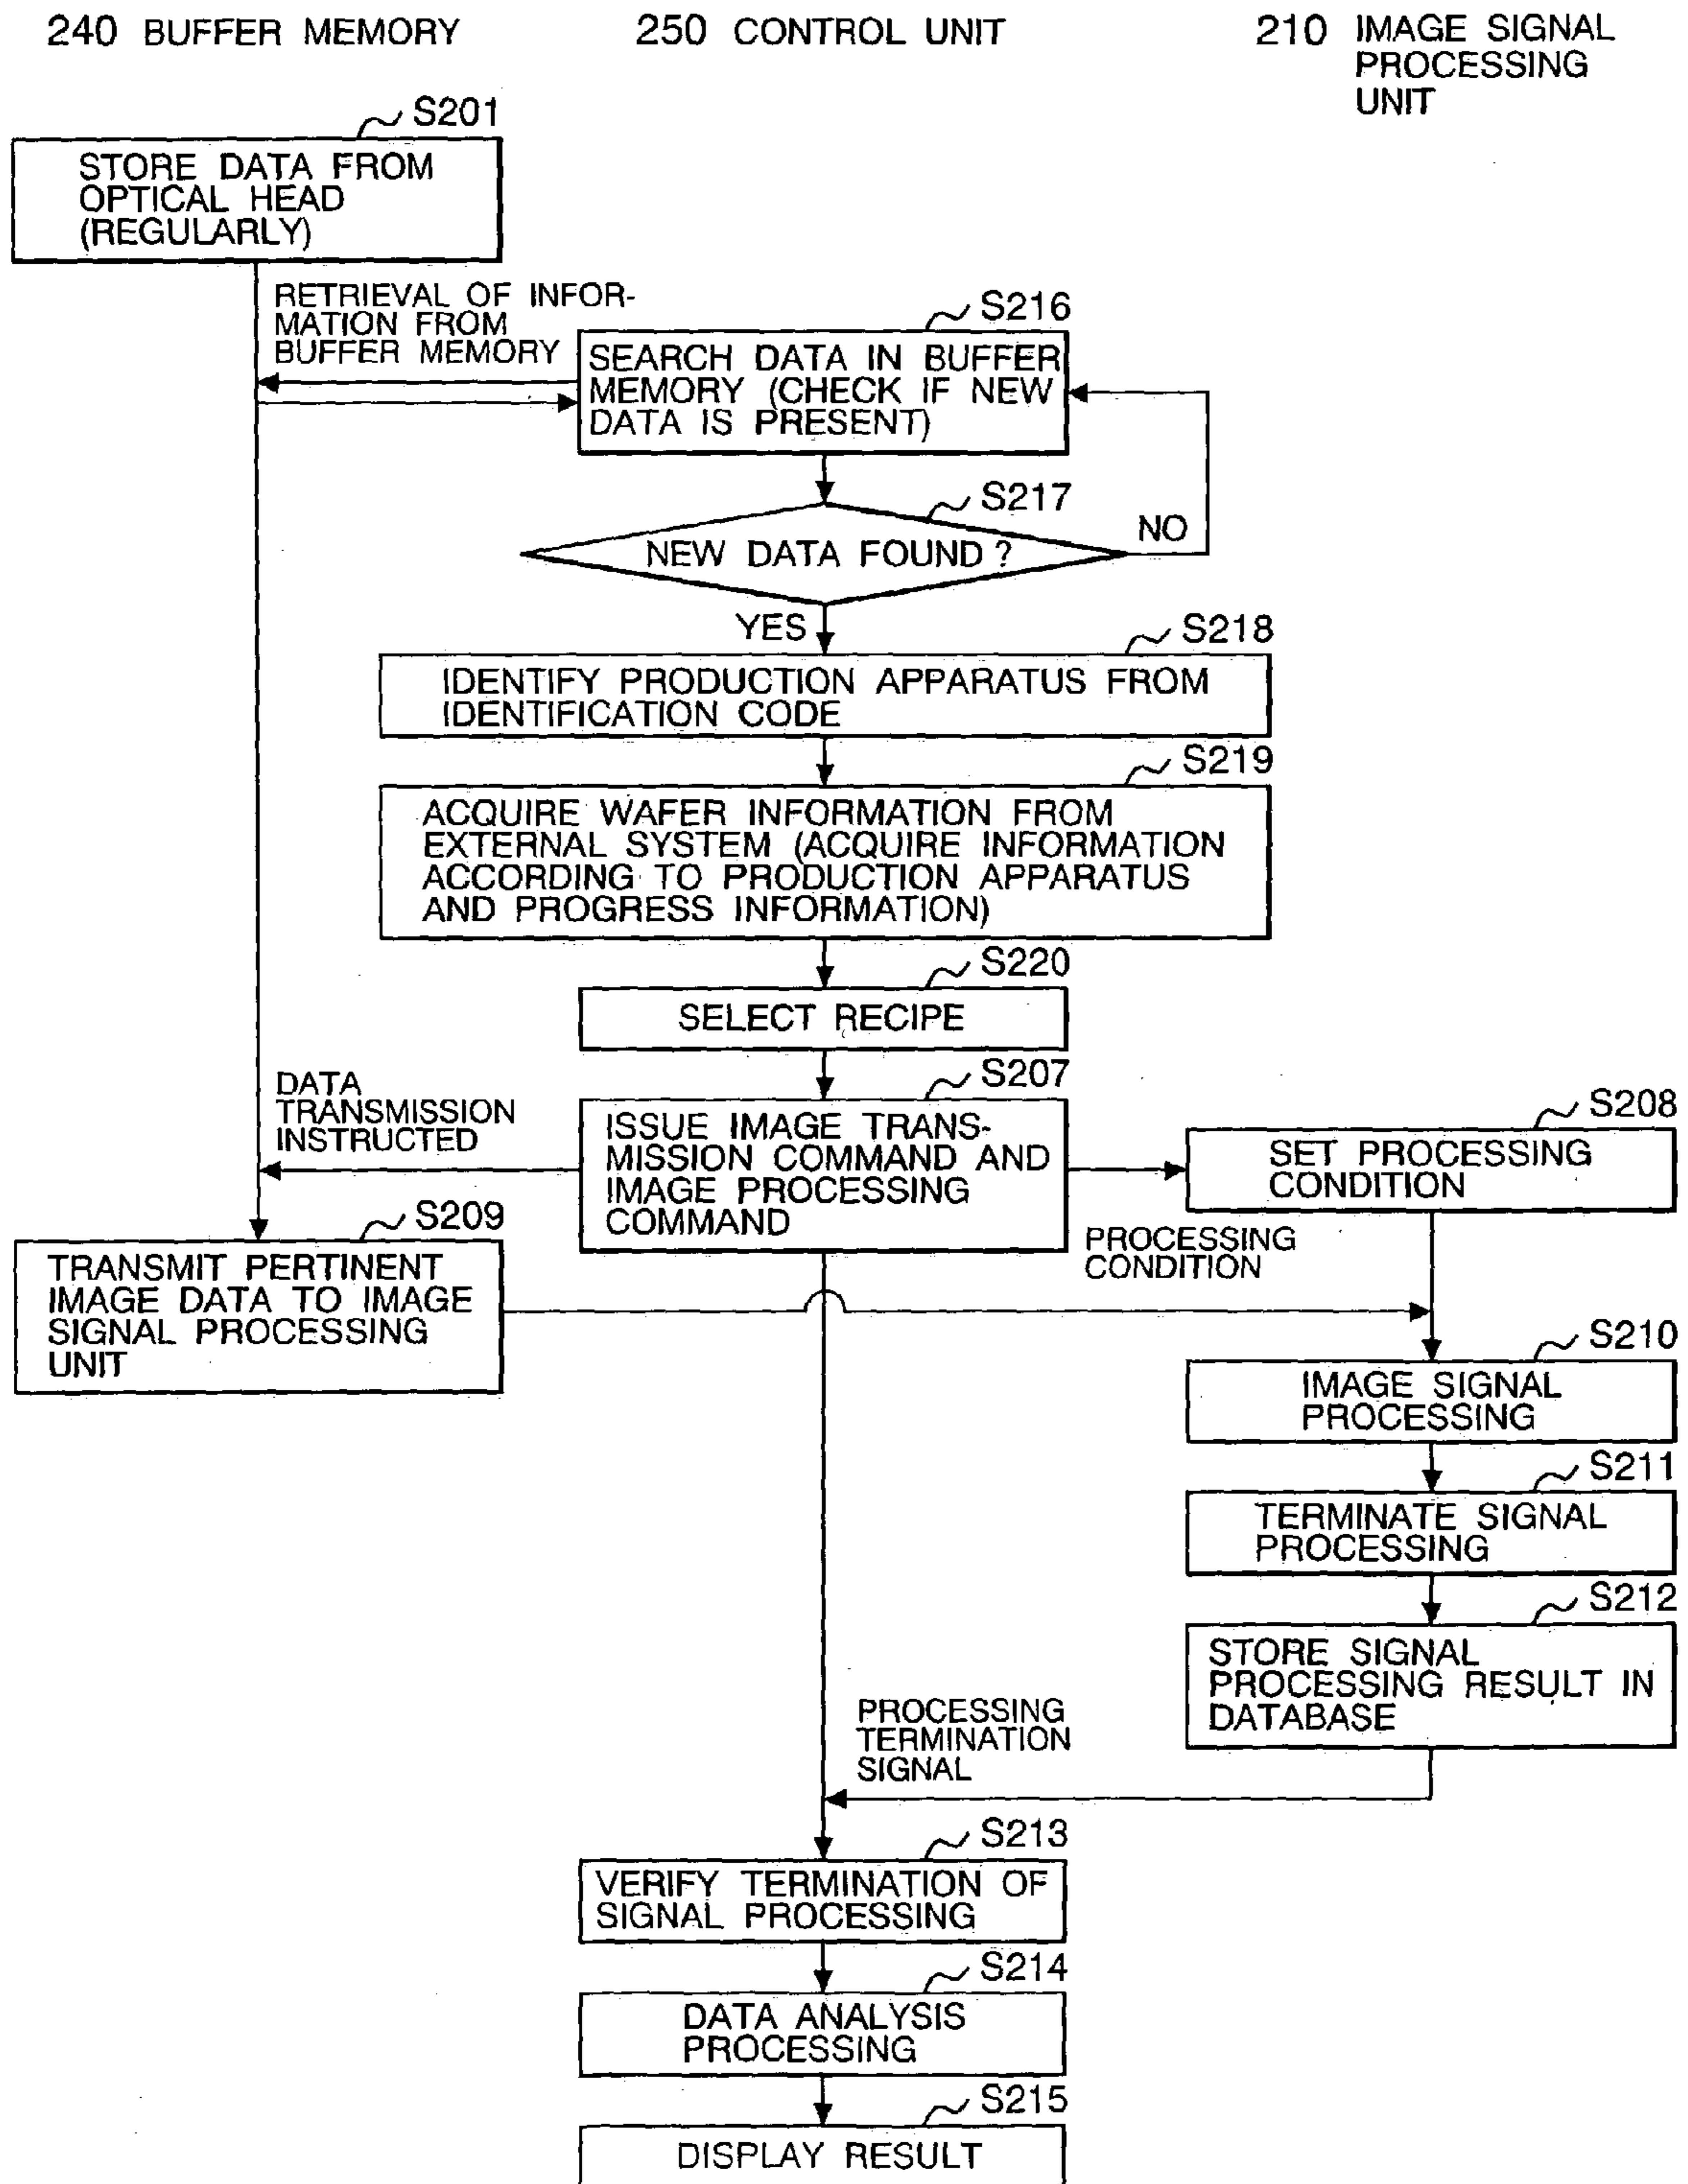 240 BUFFER MEMORY
250 CONTROL UNIT
210 IMAGE SIGNAL
PROCESSING
UNIT
S201
STORE DATA FROM
OPTICAL HEAD
(REGULARLY)
RETRIEVAL OF INFOR-
MATION FROM
BUFFER MEMORY
S216
SEARCH DATA IN BUFFER
MEMORY (CHECK IF NEW
DATA IS PRESENT)
S217
NEW DATA FOUND ?
NO
YES
S218
IDENTIFY PRODUCTION APPARATUS FROM
IDENTIFICATION CODE
S219
ACQUIRE WAFER INFORMATION FROM
EXTERNAL SYSTEM (ACQUIRE INFORMATION
ACCORDING TO PRODUCTION APPARATUS
AND PROGRESS INFORMATION)
S220
SELECT RECIPE
S207
ISSUE IMAGE TRANS-
MISSION COMMAND AND
IMAGE PROCESSING
COMMAND
DATA
TRANSMISSION
INSTRUCTED
S208
SET PROCESSING
CONDITION
PROCESSING
CONDITION
S209
TRANSMIT PERTINENT
IMAGE DATA TO IMAGE
SIGNAL PROCESSING
UNIT
S210
IMAGE SIGNAL
PROCESSING
S211
TERMINATE SIGNAL
PROCESSING
S212
STORE SIGNAL
PROCESSING RESULT IN
DATABASE
PROCESSING
TERMINATION
SIGNAL
S213
VERIFY TERMINATION OF
SIGNAL PROCESSING
S214
DATA ANALYSIS
PROCESSING
S215
DISPLAY RESULT